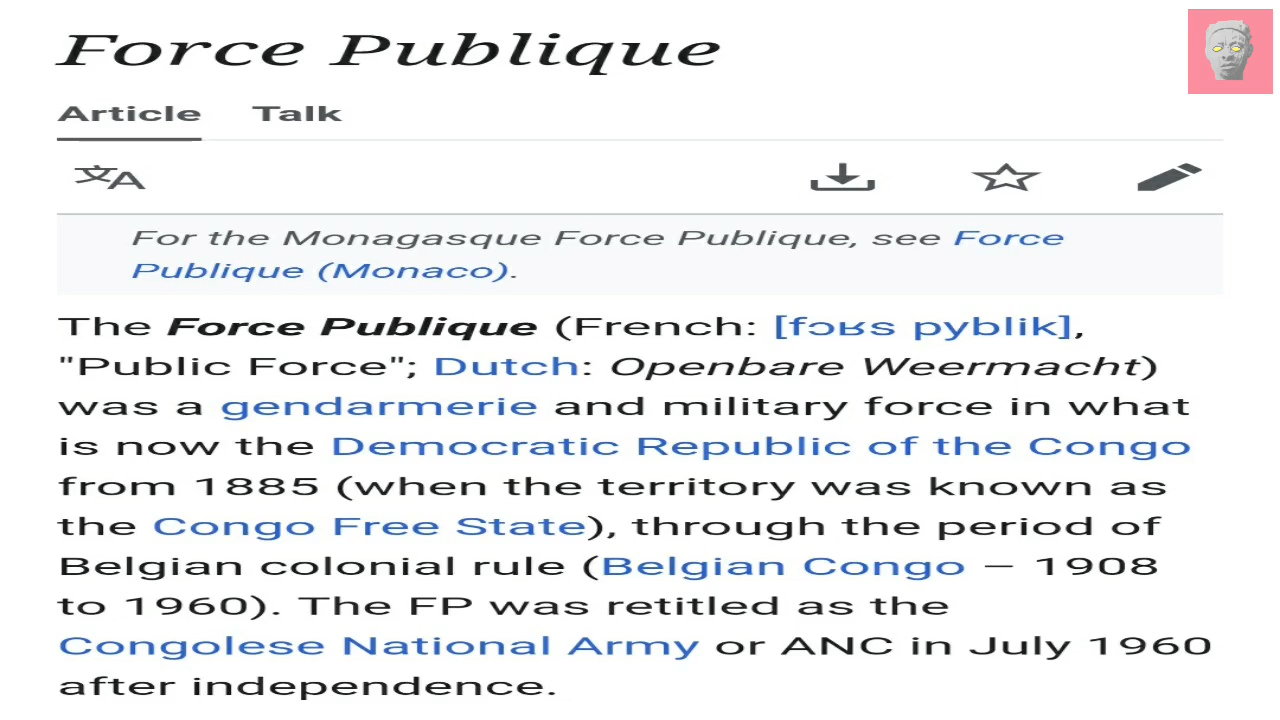 Force Publique
Article Talk
For the Monagasque Force Publique, see Force
Publique (Monaco).
The Force Publique (French: [fɔʁs pyblik],
"Public Force"; Dutch: Openbare Weermacht)
was a gendarmerie and military force in what
is now the Democratic Republic of the Congo
from 1885 (when the territory was known as
the Congo Free State), through the period of
Belgian colonial rule (Belgian Congo – 1908
to 1960). The FP was retitled as the
Congolese National Army or ANC in July 1960
after independence.